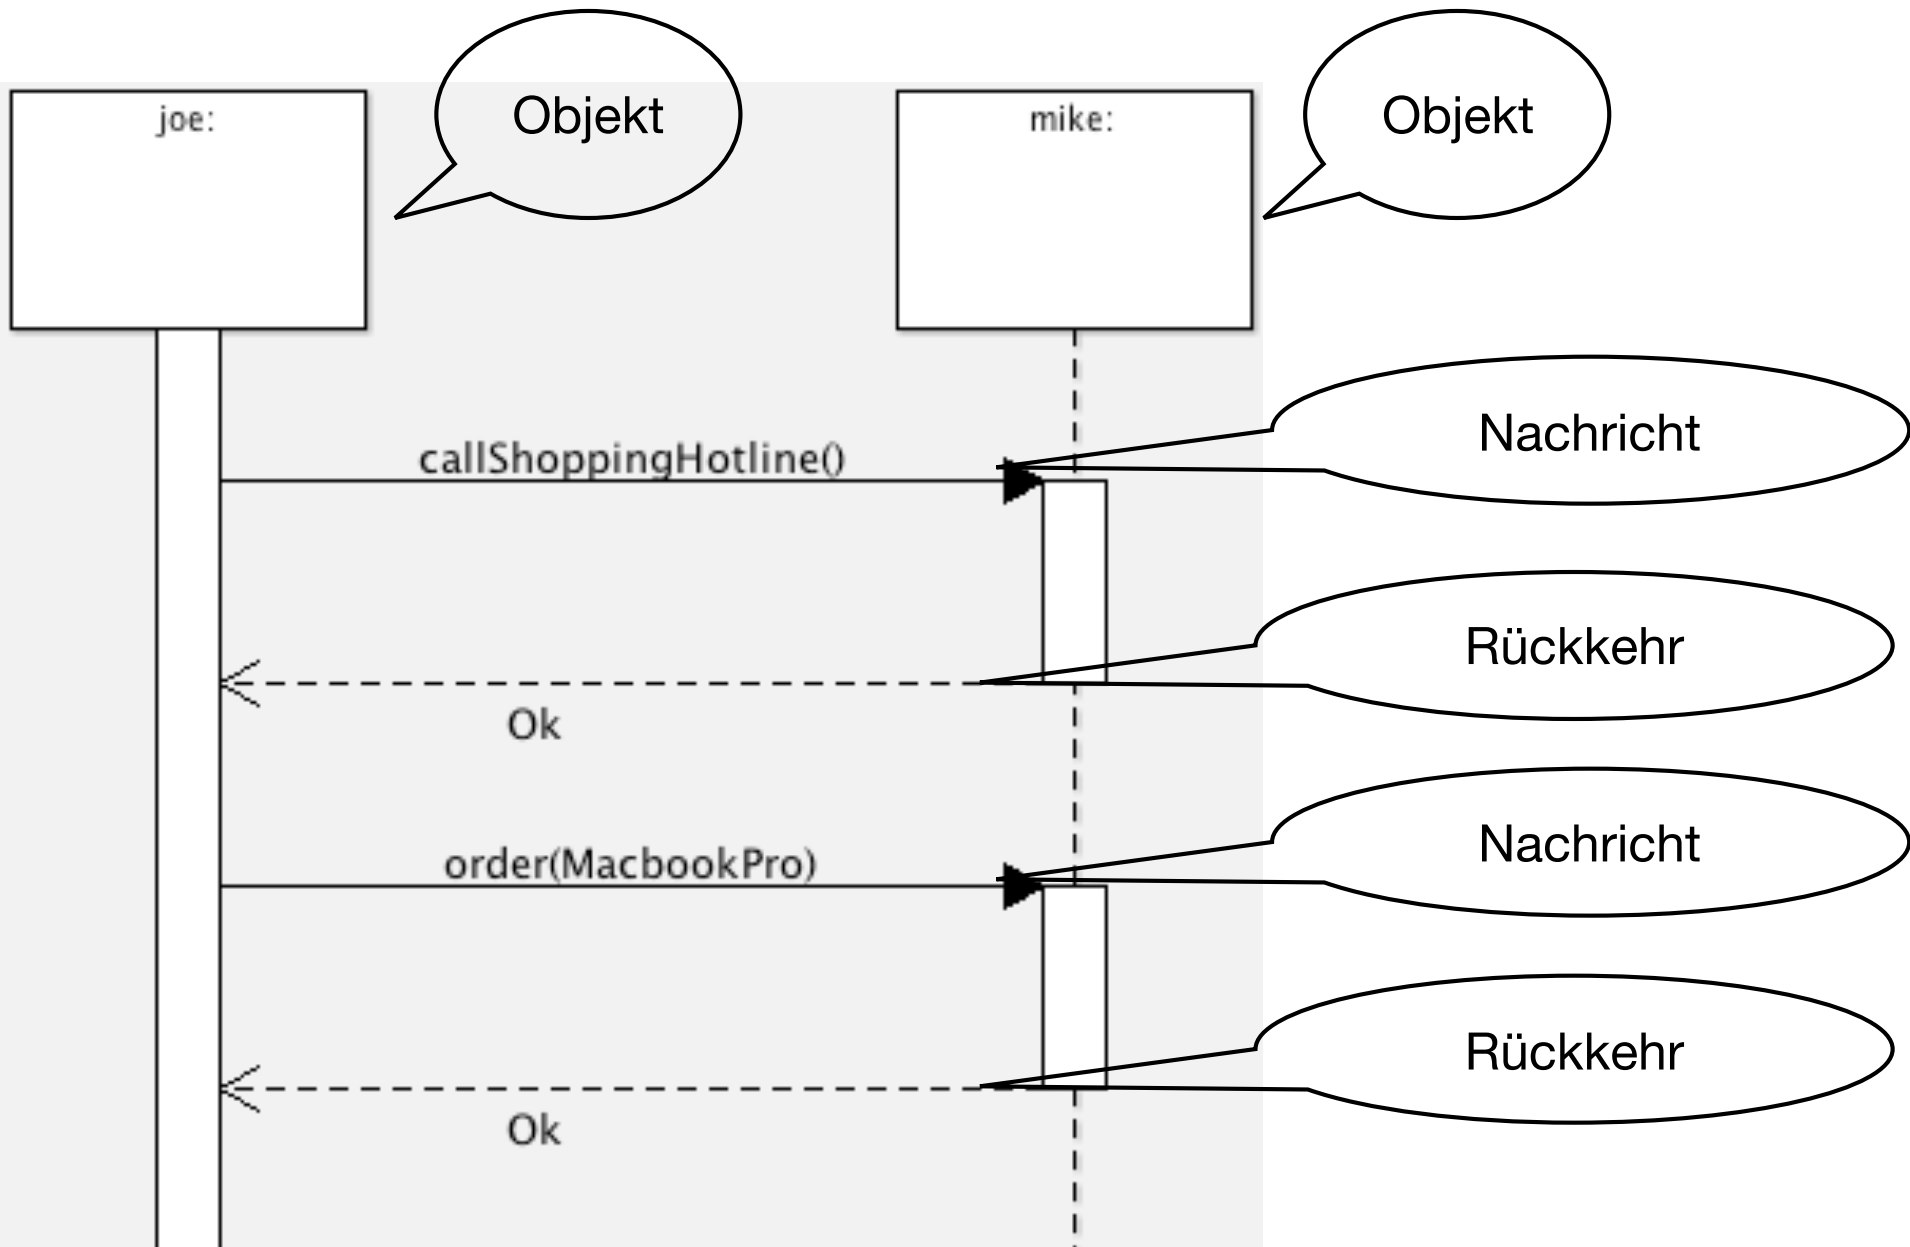 joe:
Objekt
mike:
Objekt
callShoppingHotline()
Nachricht
Rückkehr
Ok
order(MacbookPro)
Nachricht
Rückkehr
Ok